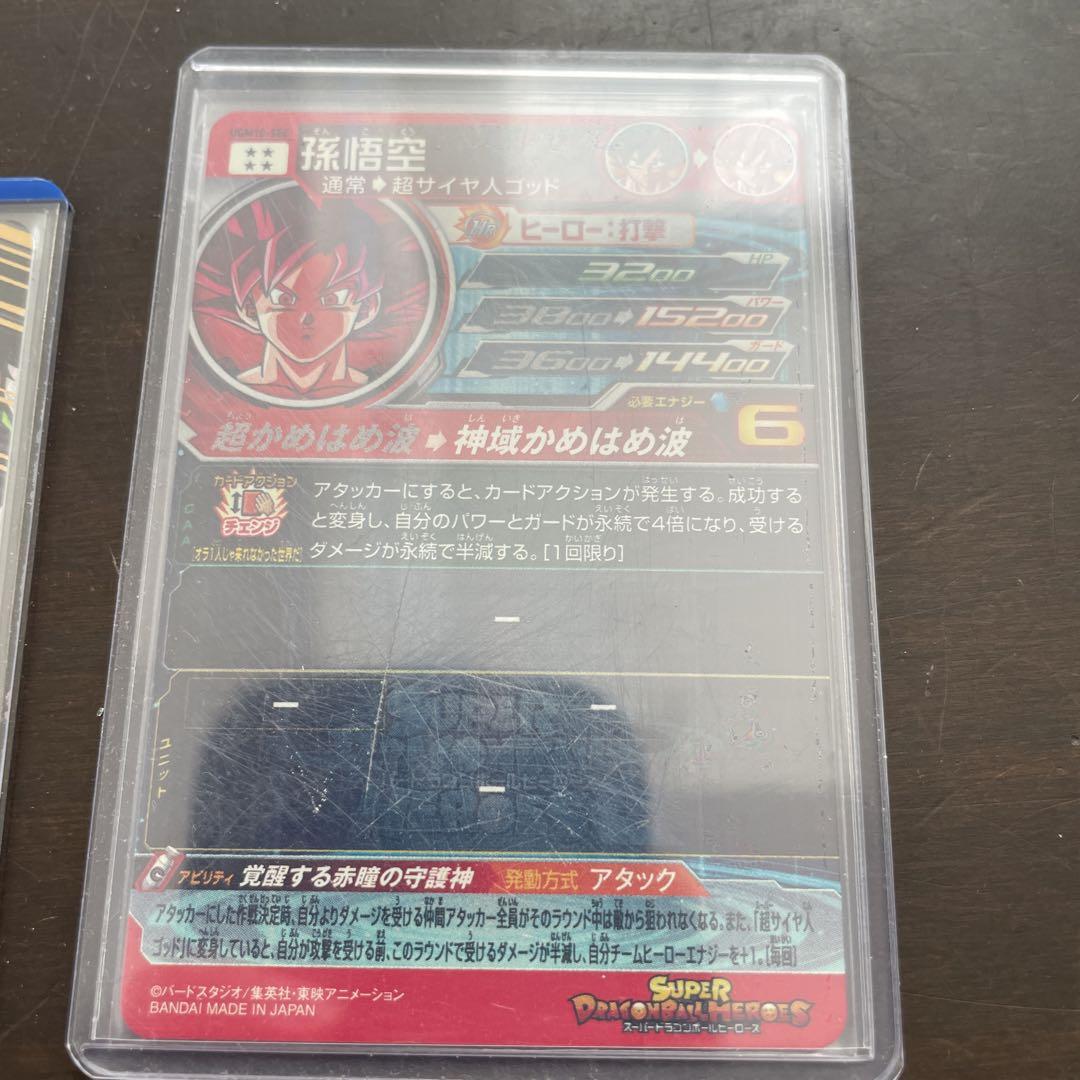 UGM10-SEC
孫悟空
通常➡超サイヤ人ゴッド
ヒーロー:打撃
HP
3200
パワー
3800➡15200
ガード
3600➡14400
必要エナジー 6
超かめはめ波➡神域かめはめ波
CAA
カードアクション
チェンジ
[オラ1人じゃ来れなかった世界だ]
アタッカーにすると、カードアクションが発生する。成功する
と変身し、自分のパワーとガードが永続で4倍になり、受ける
ダメージが永続で半減する。[1回限り]
ー
ユニット
ー ー
ー
アビリティ 覚醒する赤瞳の守護神 発動方式 アタック
アタッカーにした作戦決定時、自分よりダメージを受ける仲間アタッカー全員がそのラウンド中は敵から狙われなくなる。また、「超サイヤ人
ゴッド」に変身していると、自分が攻撃を受ける前、このラウンドで受けるダメージが半減し、自分チームヒーローエナジーを+1。[毎回]
©バードスタジオ/集英社・東映アニメーション
BANDAI MADE IN JAPAN
SUPER
DRAGONBALL HEROES
スーパードラゴンボールヒーローズ